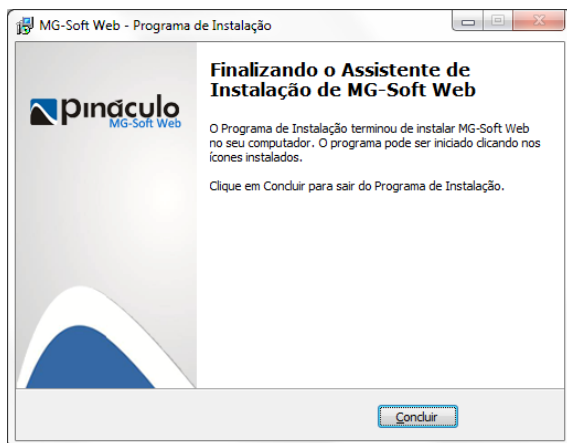 MG-Soft Web - Programa de Instalação
pináculo
MG-Soft Web
Finalizando o Assistente de
Instalação de MG-Soft Web
O Programa de Instalação terminou de instalar MG-Soft Web
no seu computador. O programa pode ser iniciado clicando nos
ícones instalados.
Clique em Concluir para sair do Programa de Instalação.
Concluir